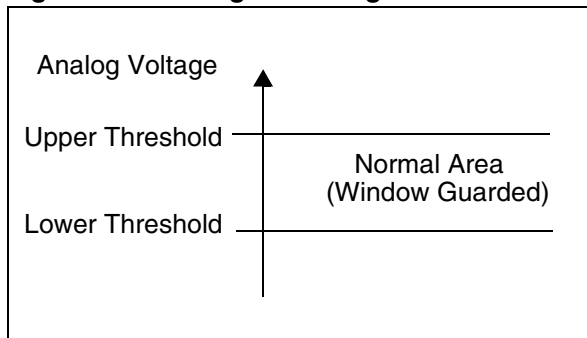 Analog Voltage
Upper Threshold
Normal Area
(Window Guarded)
Lower Threshold